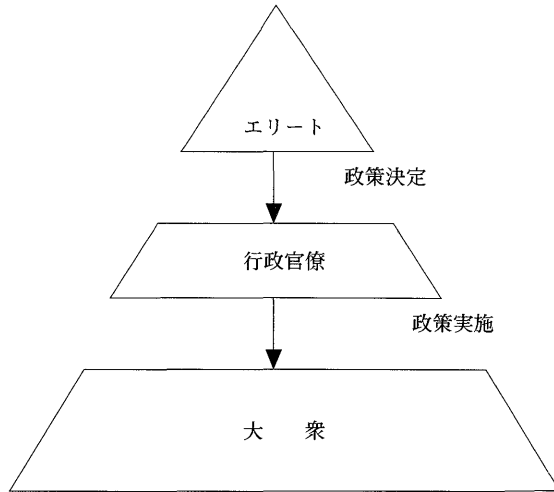 エリート
政策決定
行政官僚
政策実施
大　衆